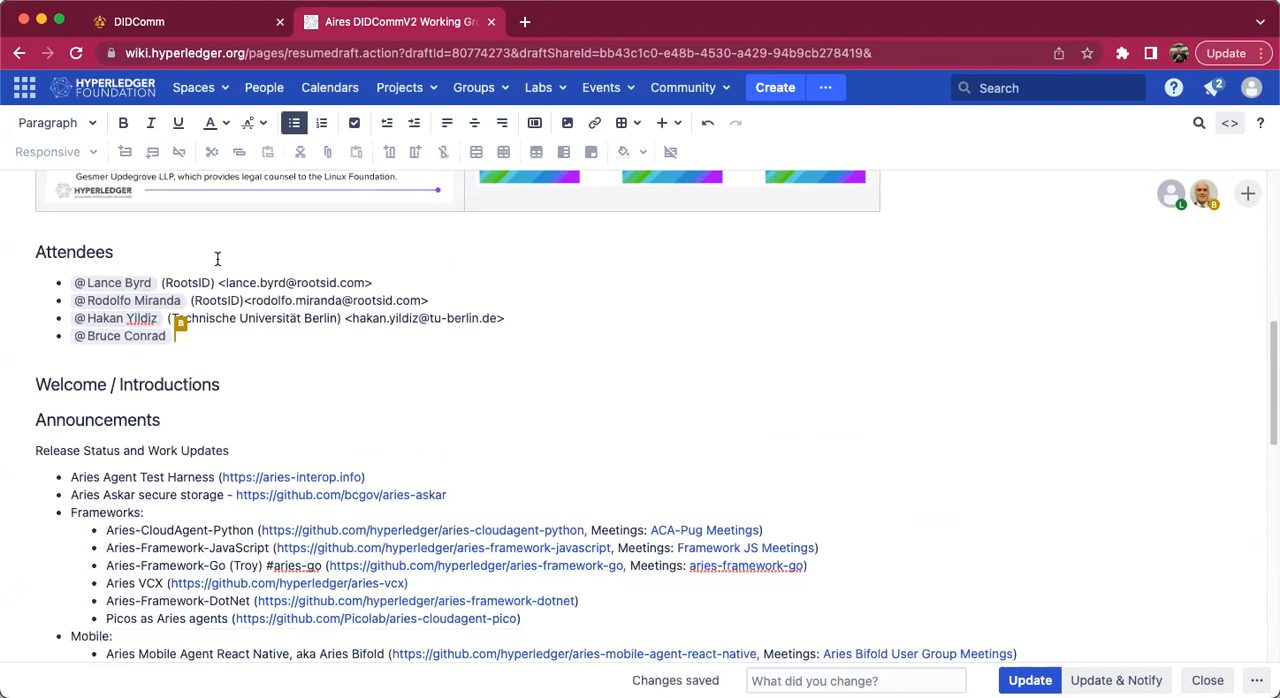 DIDComm
Aires DIDCommV2 Working Gr
wiki.hyperledger.org/pages/resumedraft.action?draftId=80774273&draftShareId=bb43c1c0-e48b-4530-a429-94b9cb278419&
Update
HYPERLEDGER FOUNDATION
Spaces People Calendars Projects Groups Labs Events Community Create ··· Search 2
Paragraph B I U A
Responsive
Gesmer Updegrove LLP, which provides legal counsel to the Linux Foundation.
HYPERLEDGER
L B
Attendees
• @Lance Byrd (RootsID) <lance.byrd@rootsid.com>
• @Rodolfo Miranda (RootsID)<rodolfo.miranda@rootsid.com>
• @Hakan Yildiz (Technische Universität Berlin) <hakan.yildiz@tu-berlin.de>
• @Bruce Conrad B
Welcome / Introductions
Announcements
Release Status and Work Updates
• Aries Agent Test Harness (https://aries-interop.info)
• Aries Askar secure storage - https://github.com/bcgov/aries-askar
• Frameworks:
• Aries-CloudAgent-Python (https://github.com/hyperledger/aries-cloudagent-python, Meetings: ACA-Pug Meetings)
• Aries-Framework-JavaScript (https://github.com/hyperledger/aries-framework-javascript, Meetings: Framework JS Meetings)
• Aries-Framework-Go (Troy) #aries-go (https://github.com/hyperledger/aries-framework-go, Meetings: aries-framework-go)
• Aries VCX (https://github.com/hyperledger/aries-vcx)
• Aries-Framework-DotNet (https://github.com/hyperledger/aries-framework-dotnet)
• Picos as Aries agents (https://github.com/Picolab/aries-cloudagent-pico)
• Mobile:
• Aries Mobile Agent React Native, aka Aries Bifold (https://github.com/hyperledger/aries-mobile-agent-react-native, Meetings: Aries Bifold User Group Meetings)
Changes saved What did you change? Update Update & Notify Close ···